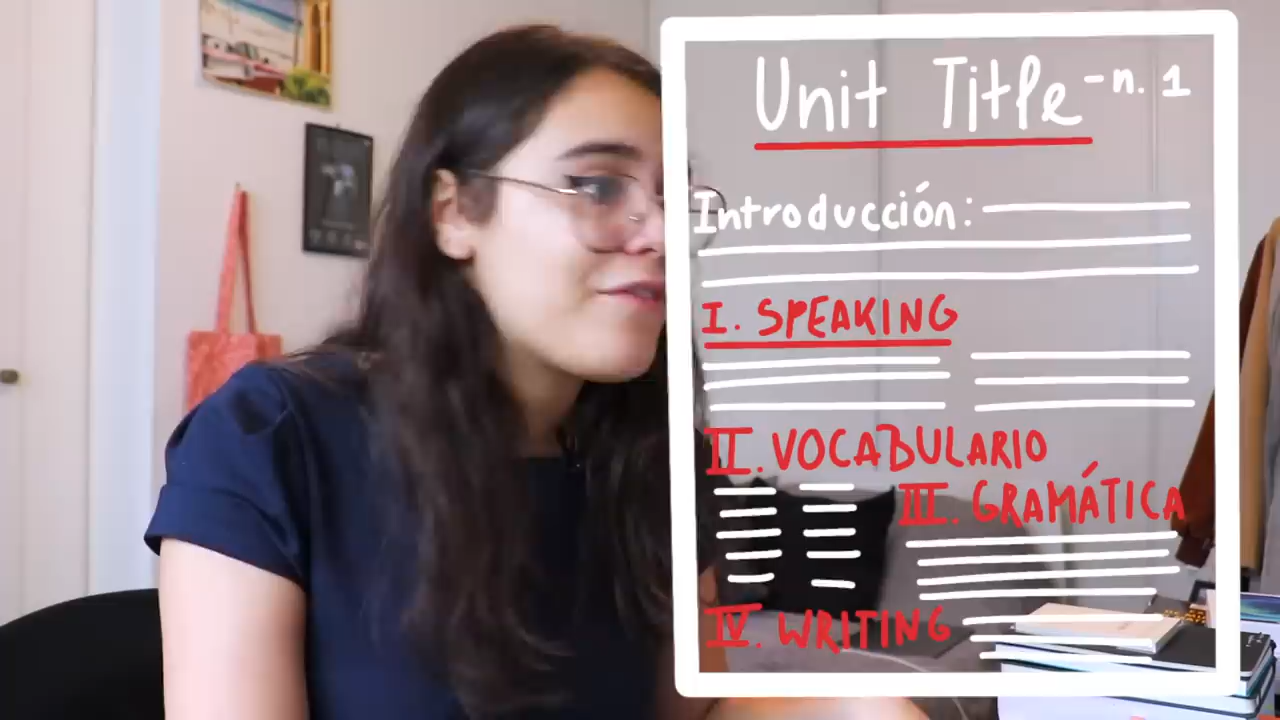 Unit Title - n. 1
Introducción:
I. SPEAKING
II. VOCABULARIO
III. GRAMÁTICA
IV. WRITING